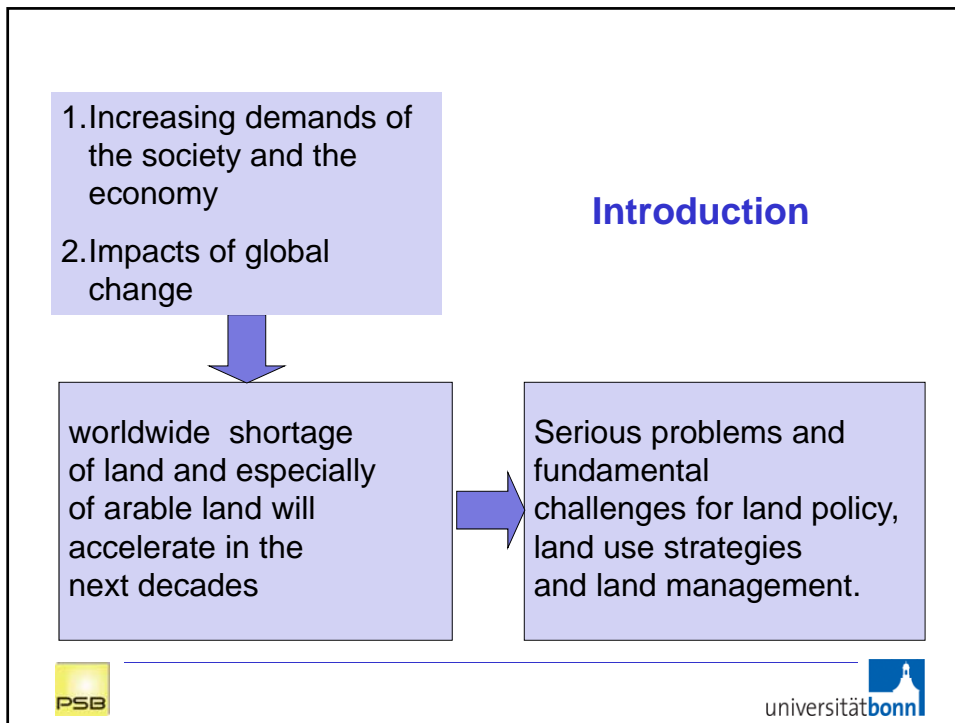 1.Increasing demands of
the society and the
economy
2.Impacts of global
change
Introduction
worldwide shortage
of land and especially
of arable land will
accelerate in the
next decades
Serious problems and
fundamental
challenges for land policy,
land use strategies
and land management.
PSB
universitätbonn